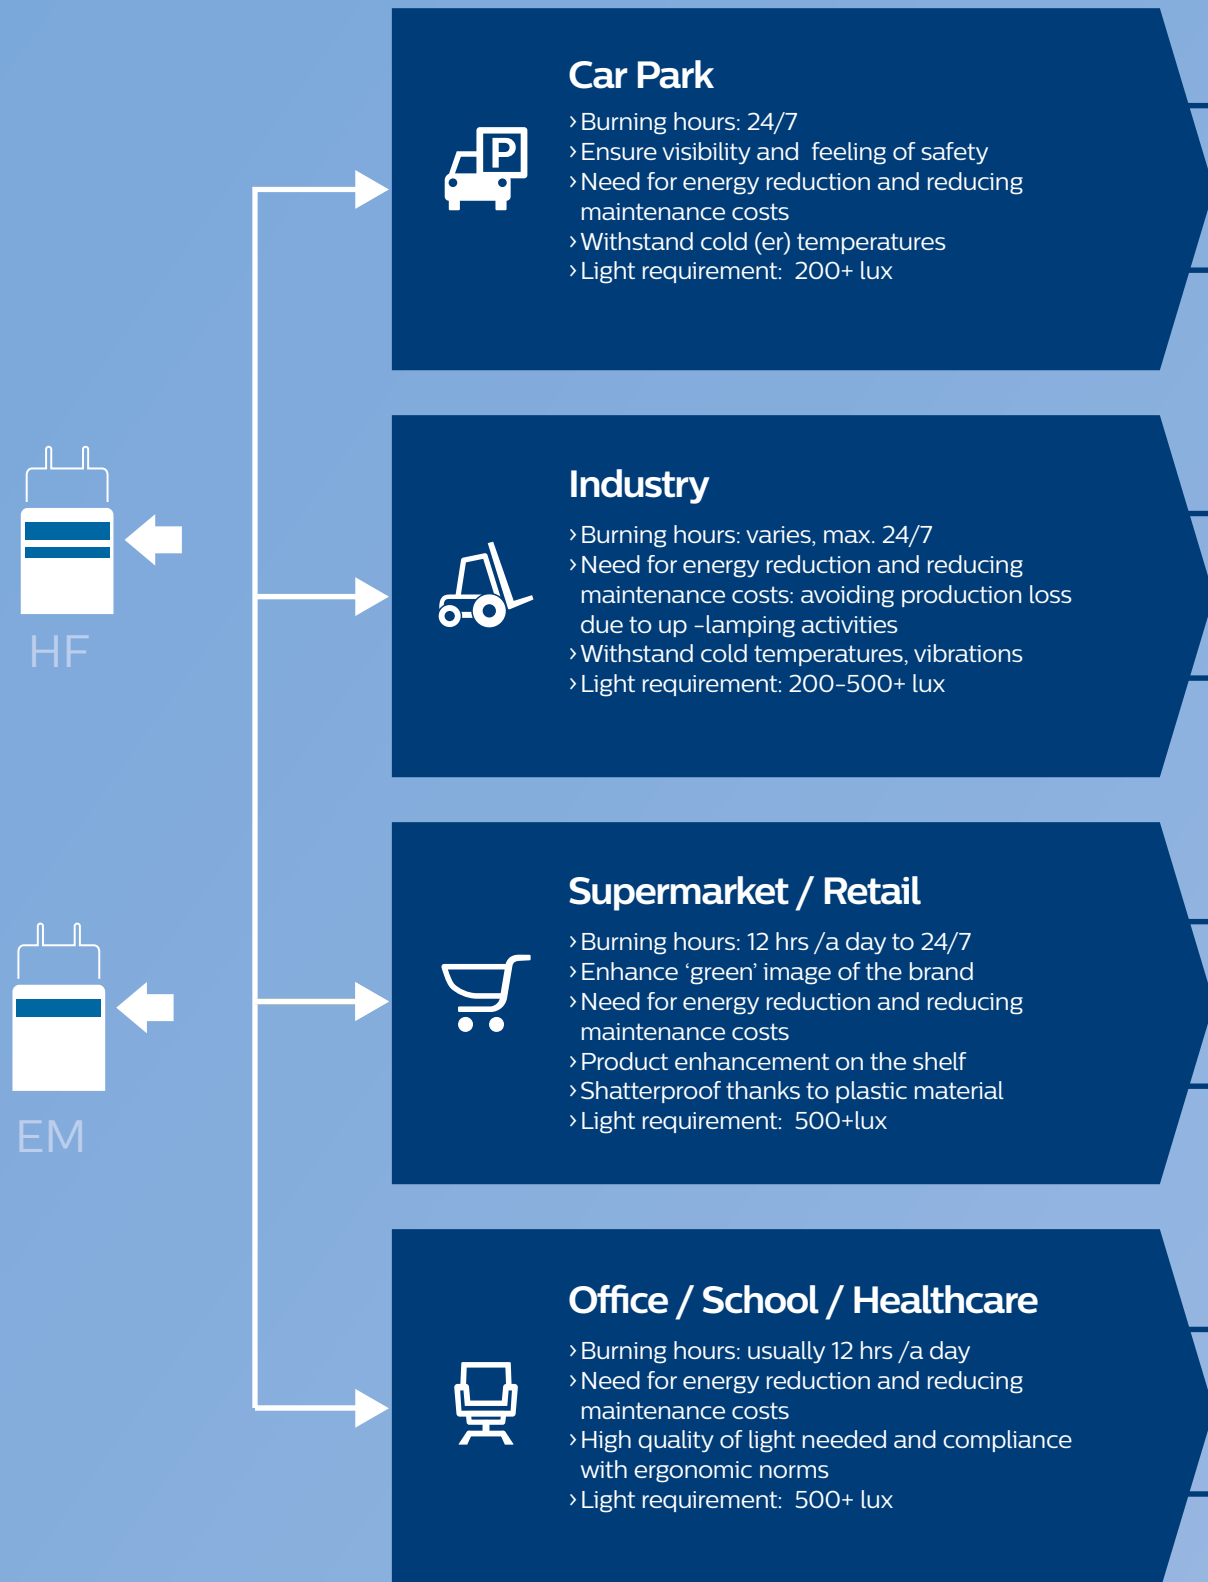 Car Park
P
› Burning hours: 24/7
› Ensure visibility and feeling of safety
› Need for energy reduction and reducing
maintenance costs
› Withstand cold (er) temperatures
› Light requirement: 200+ lux
Industry
› Burning hours: varies, max. 24/7
› Need for energy reduction and reducing
maintenance costs: avoiding production loss
due to up -lamping activities
› Withstand cold temperatures, vibrations
› Light requirement: 200-500+ lux
HF
Supermarket / Retail
› Burning hours: 12 hrs /a day to 24/7
› Enhance ‘green’ image of the brand
› Need for energy reduction and reducing
maintenance costs
› Product enhancement on the shelf
› Shatterproof thanks to plastic material
› Light requirement: 500+lux
EM
Office / School / Healthcare
› Burning hours: usually 12 hrs /a day
› Need for energy reduction and reducing
maintenance costs
› High quality of light needed and compliance
with ergonomic norms
› Light requirement: 500+ lux